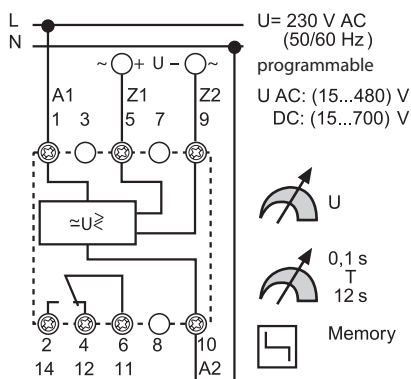 L
N
U= 230 V AC
(50/60 Hz)
~ + U – ~
programmable
A1 Z1 Z2
U AC: (15...480) V
1 3 5 7 9
DC: (15...700) V
≃U≷
U
0,1 s
T
12 s
2 4 6 8 10
Memory
14 12 11 A2